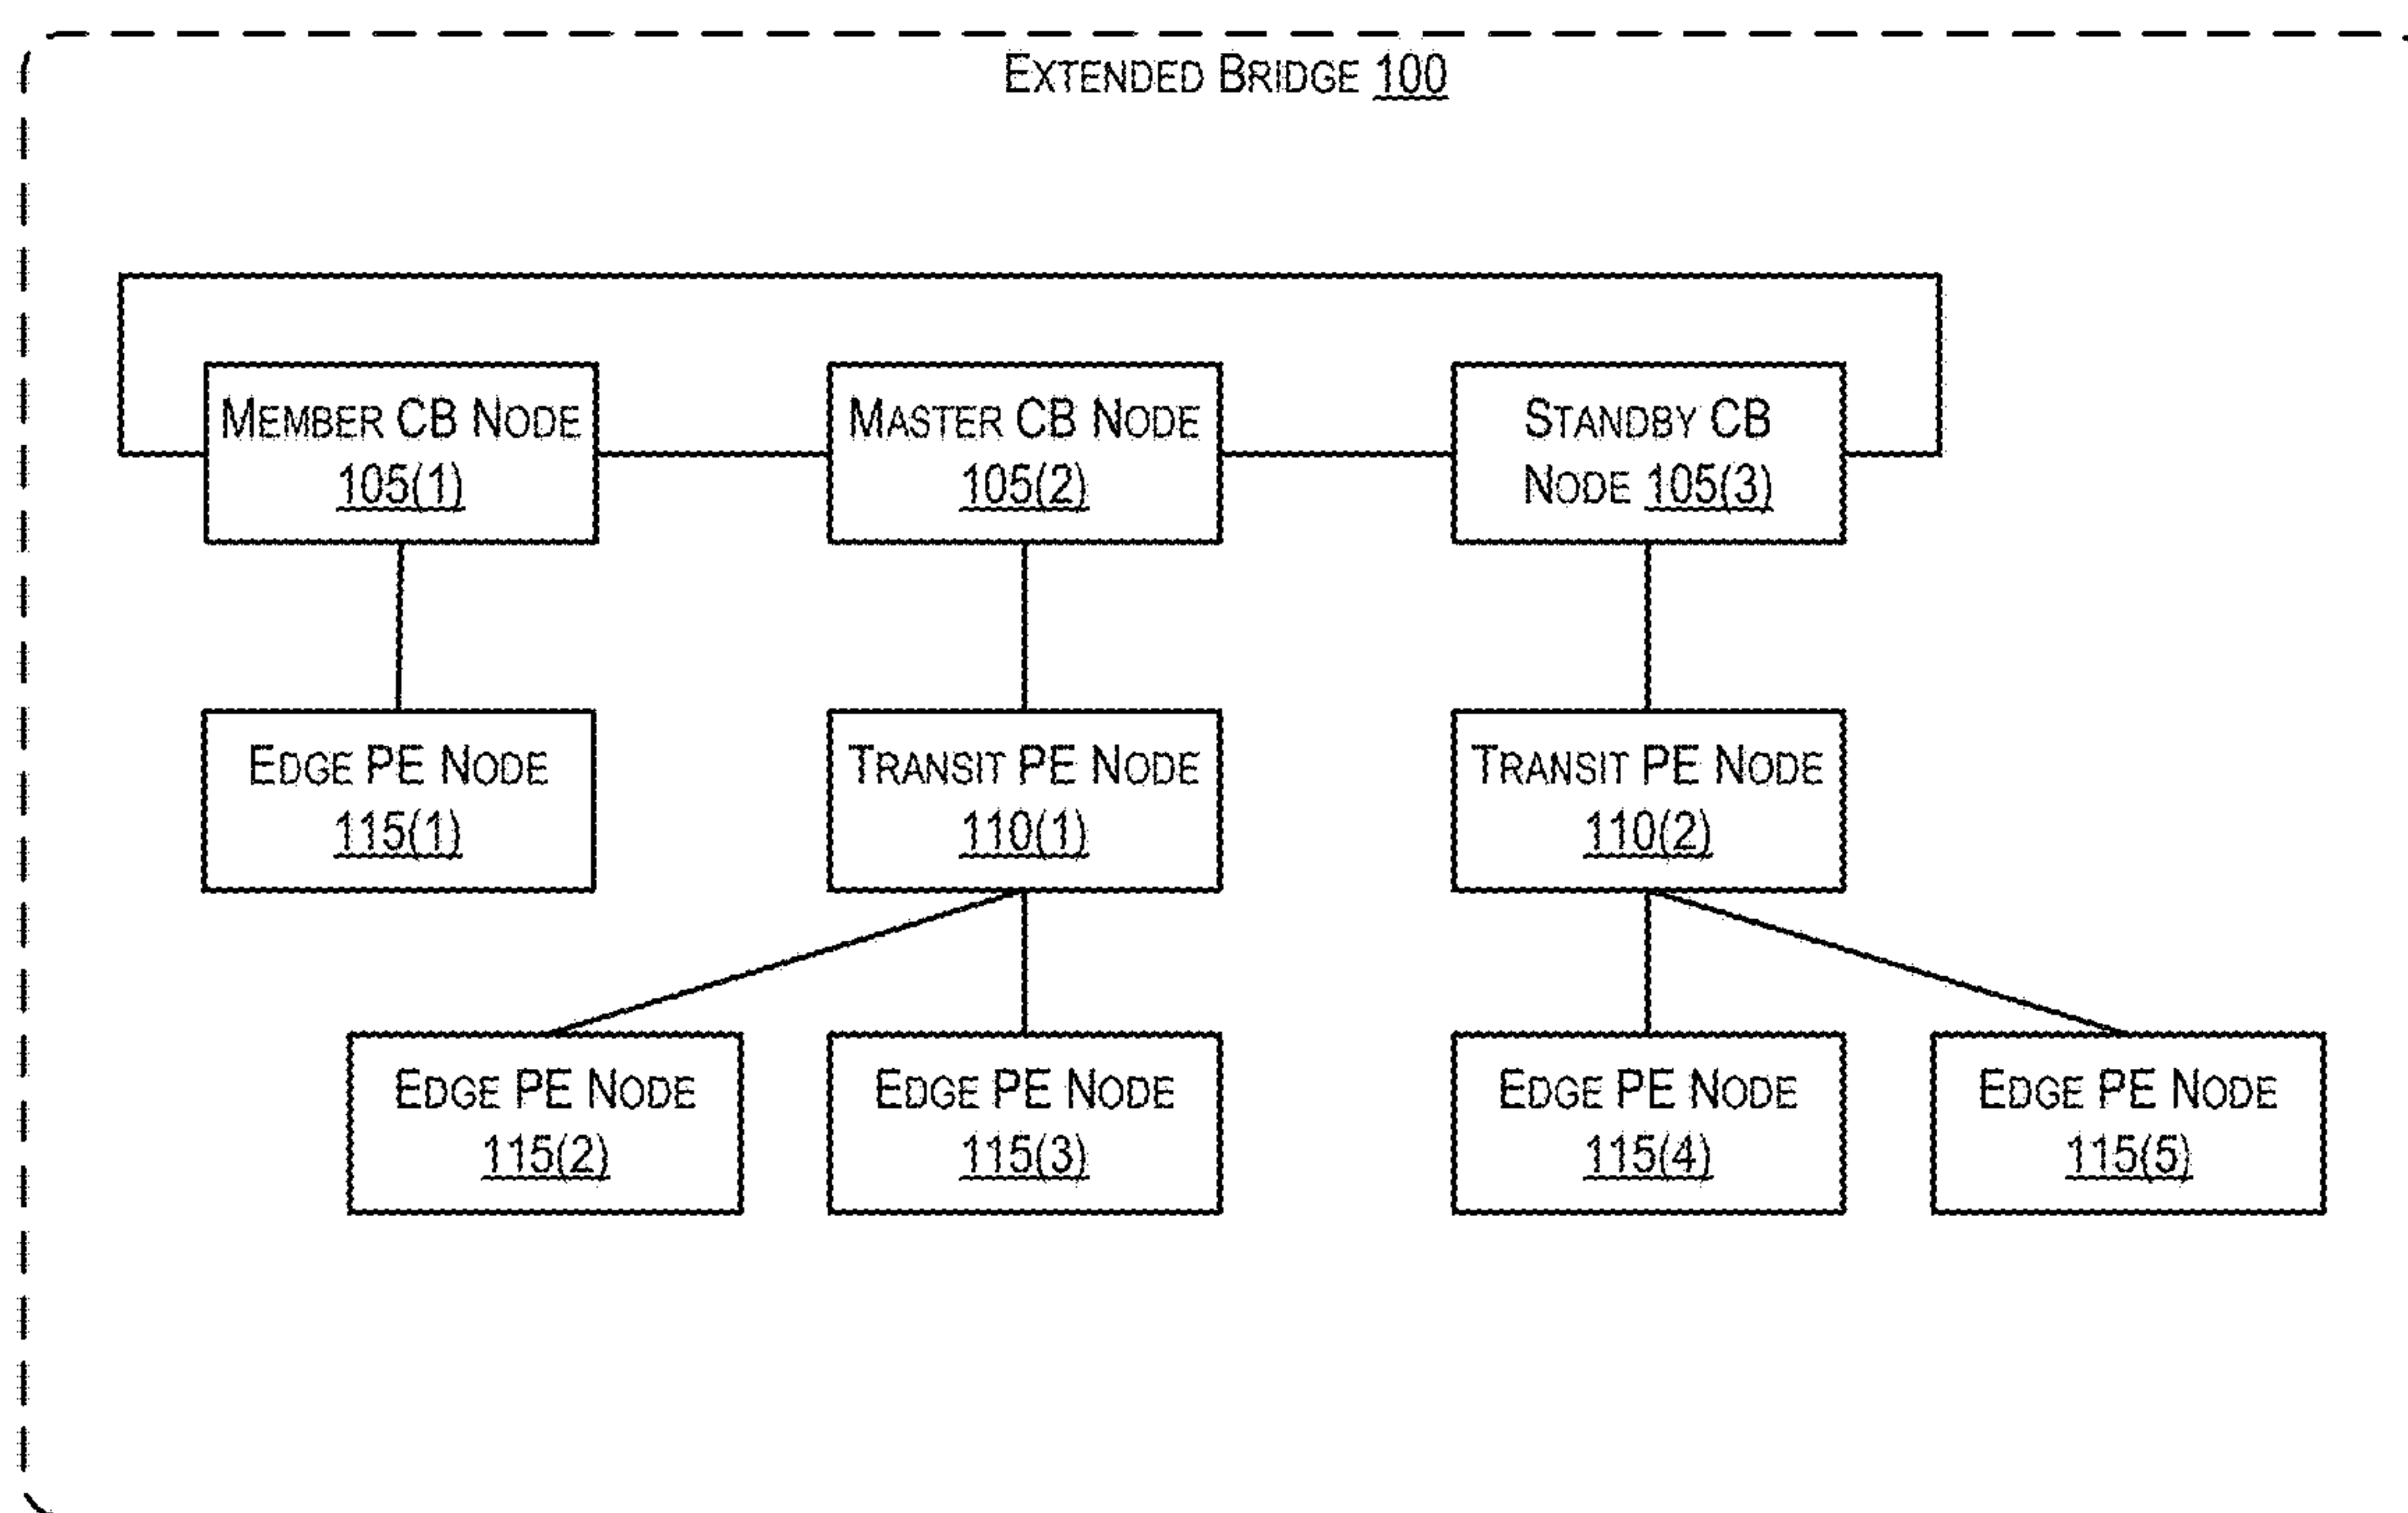 EXTENDED BRIDGE 100
MEMBER CB NODE
105(1)
MASTER CB NODE
105(2)
STANDBY CB
NODE 105(3)
EDGE PE NODE
115(1)
TRANSIT PE NODE
110(1)
TRANSIT PE NODE
110(2)
EDGE PE NODE
115(2)
EDGE PE NODE
115(3)
EDGE PE NODE
115(4)
EDGE PE NODE
115(5)